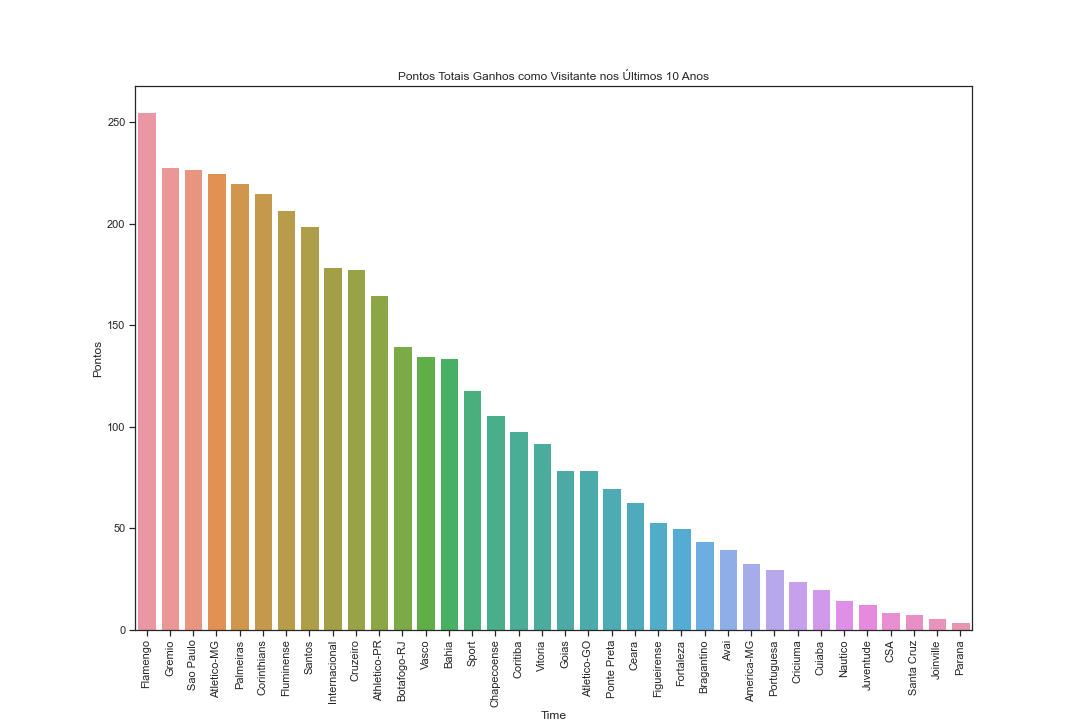 Pontos Totais Ganhos como Visitante nos Últimos 10 Anos
250
200
150
100
50
0
Pontos
Flamengo
Gremio
Sao Paulo
Atletico-MG
Palmeiras
Corinthians
Fluminense
Santos
Internacional
Cruzeiro
Athletico-PR
Botafogo-RJ
Vasco
Bahia
Sport
Chapecoense
Coritiba
Vitoria
Goias
Atletico-GO
Ponte Preta
Ceara
Figueirense
Fortaleza
Bragantino
Avai
America-MG
Portuguesa
Criciuma
Cuiaba
Nautico
Juventude
CSA
Santa Cruz
Joinville
Parana
Time